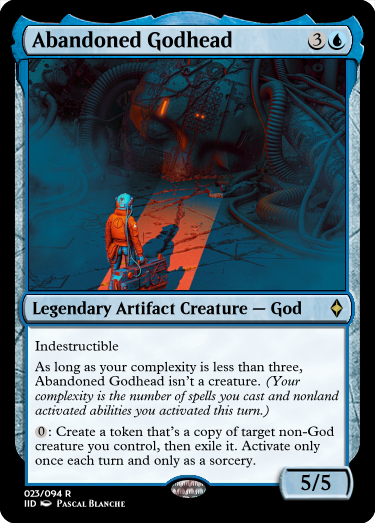 Abandoned Godhead 3
Legendary Artifact Creature — God
Indestructible
As long as your complexity is less than three,
Abandoned Godhead isn't a creature. (Your
complexity is the number of spells you cast and nonland
activated abilities you activated this turn.)
0: Create a token that's a copy of target non-God
creature you control, then exile it. Activate only
once each turn and only as a sorcery.
5/5
023/094 R
IID Pascal Blanche